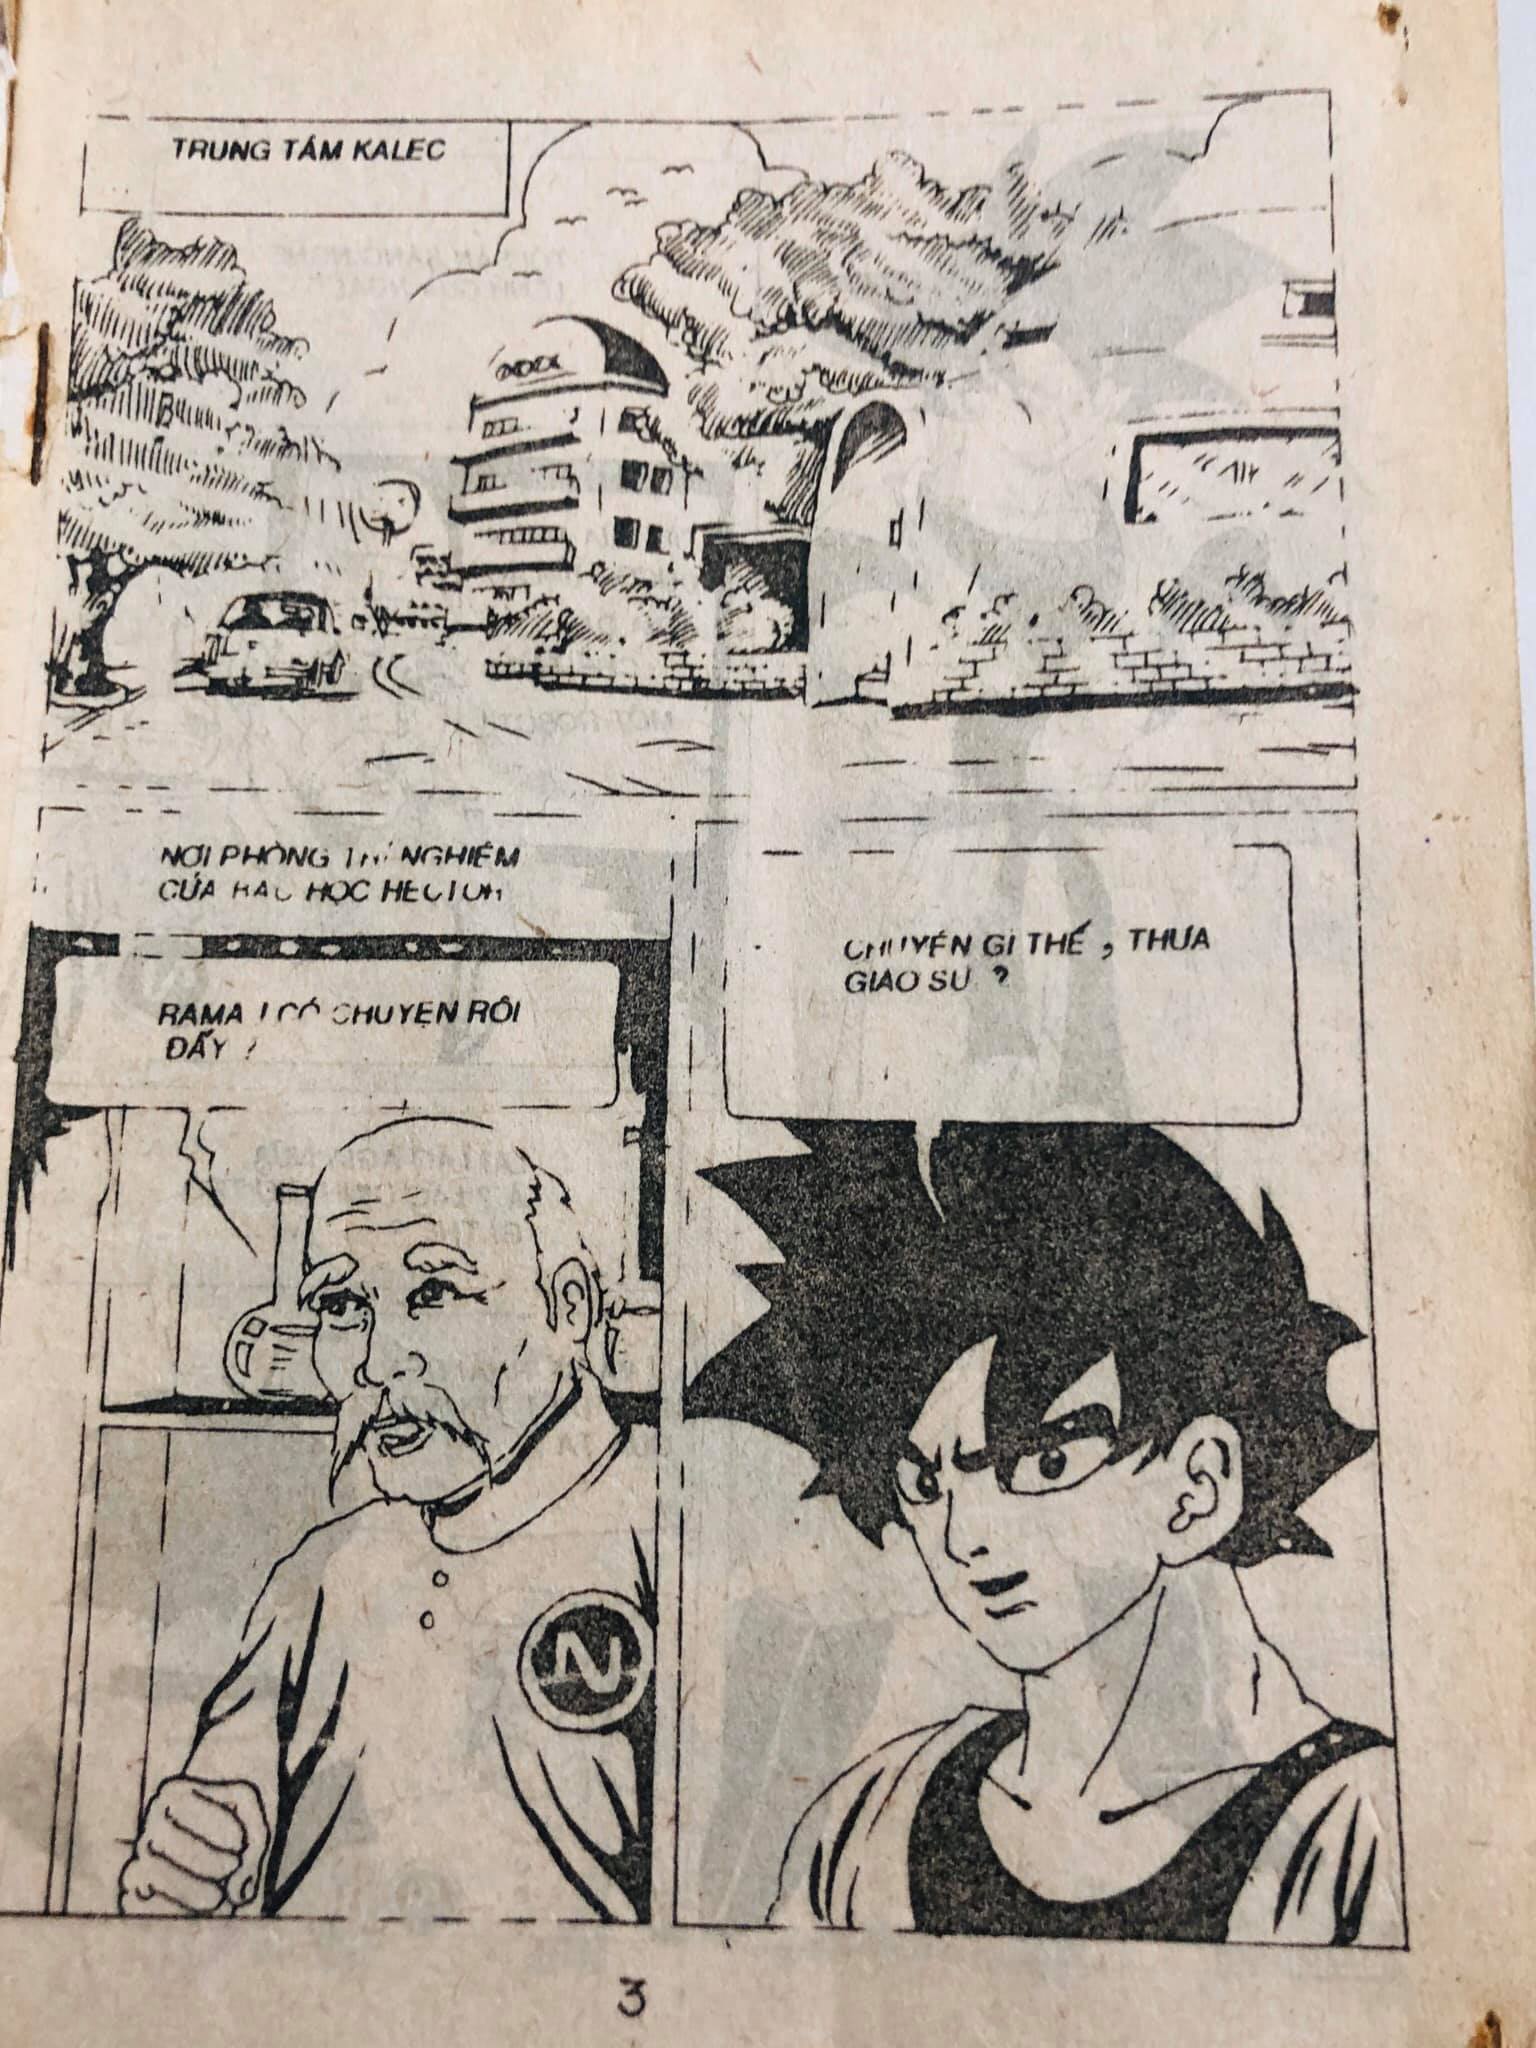 TRUNG TÂM KALEC
NƠI PHÒNG THÍ NGHIỆM
CỦA BÁC HỌC HECTOR
RAMA ! CÓ CHUYỆN RỒI
ĐẤY !
CHUYỆN GÌ THẾ , THƯA
GIÁO SƯ ?
N
3